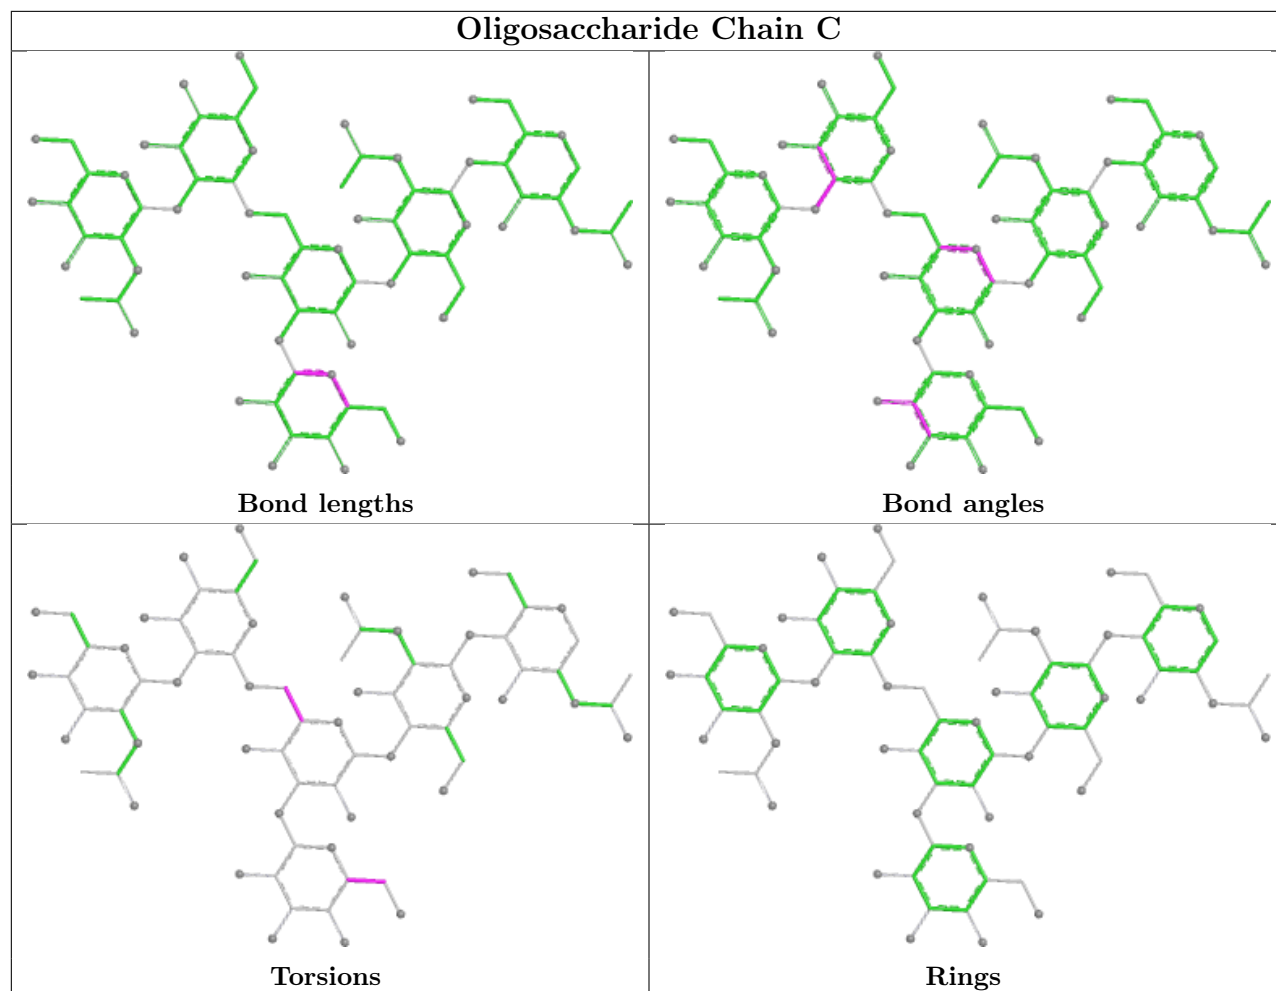 Oligosaccharide Chain C
Bond lengths
Bond angles
Torsions
Rings